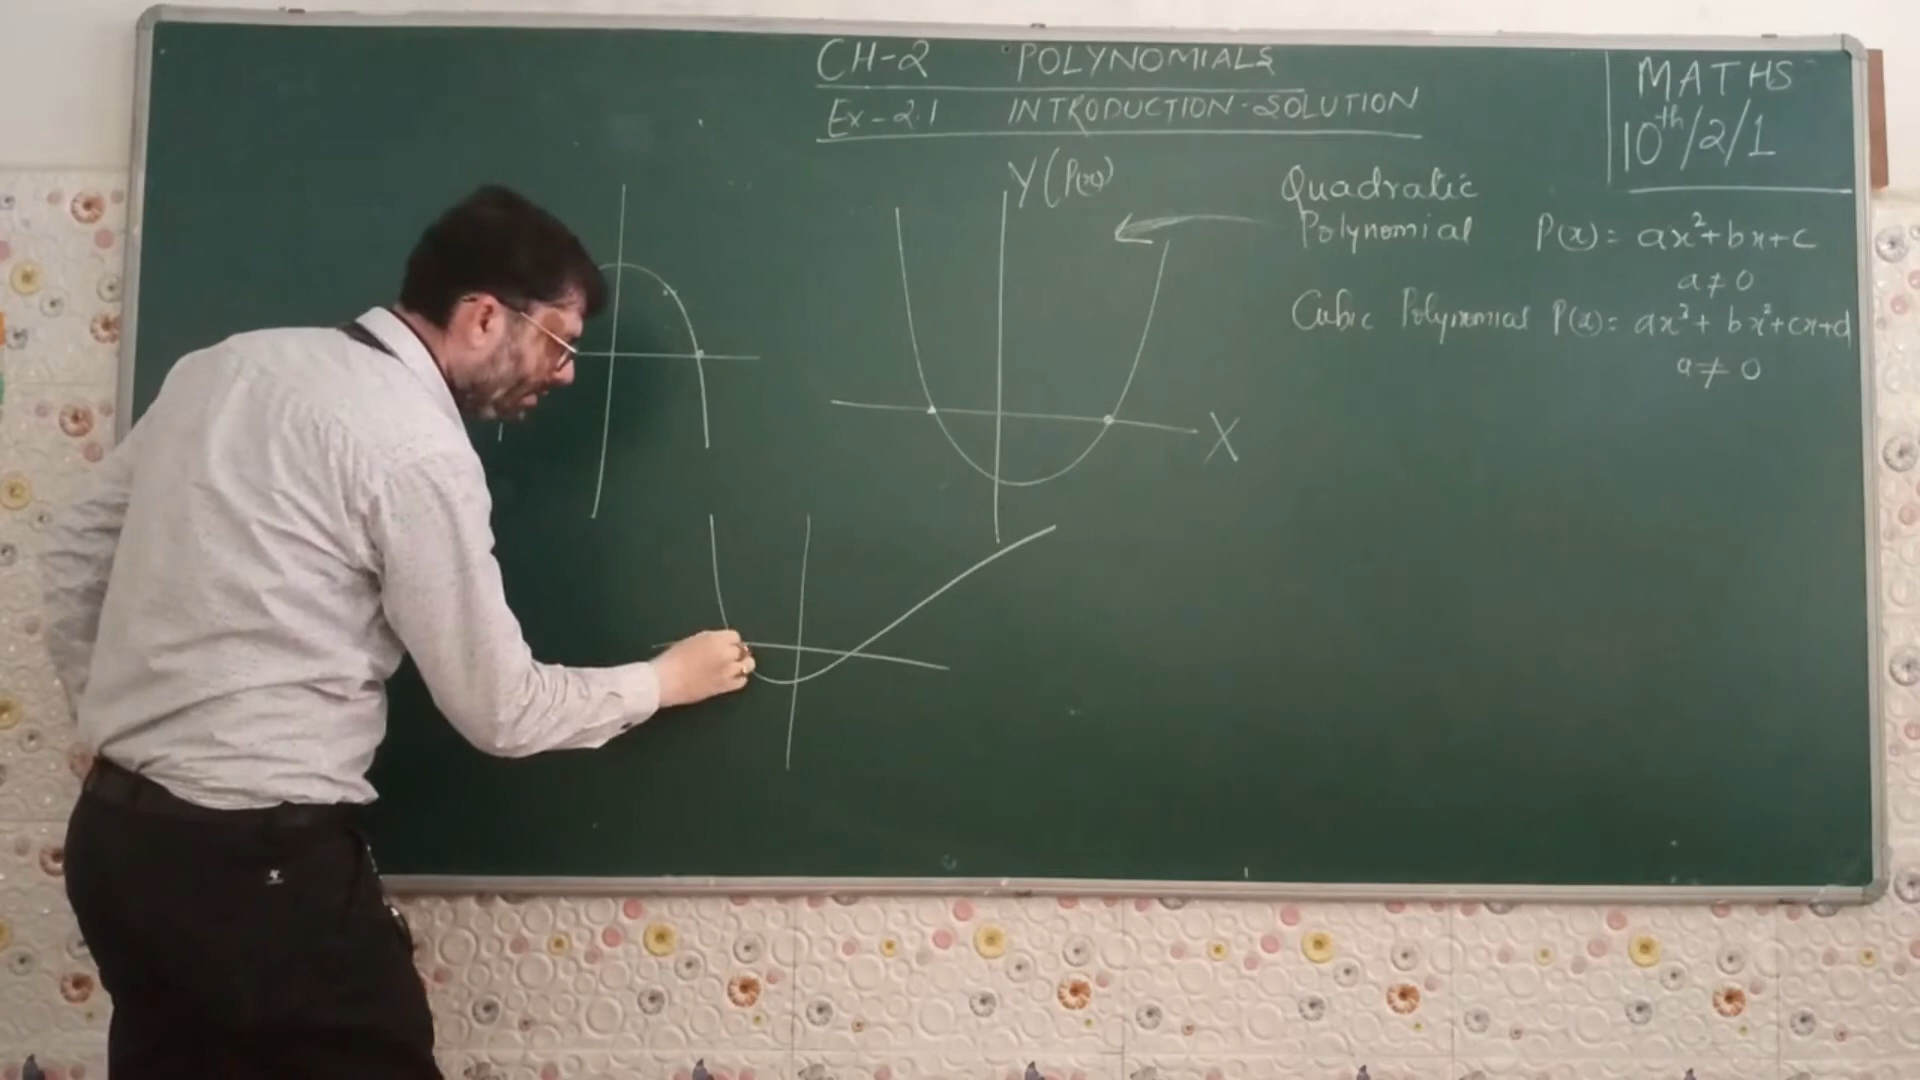 CH-2 POLYNOMIALS
Ex-2.1 INTRODUCTION-SOLUTION
MATHS
10th/2/1
Y(P(x))
X
Quadratic
Polynomial P(x) = ax²+bx+c
a ≠ 0
Cubic Polynomial P(x) = ax³+ bx²+cx+d
a ≠ 0